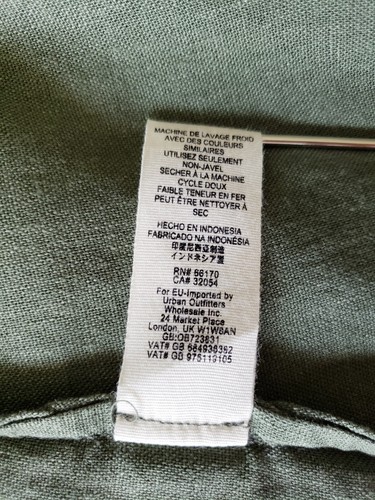 MACHINE DE LAVAGE FROID
AVEC DES COULEURS
SIMILAIRES
UTILISEZ SEULEMENT
NON-JAVEL
SECHER À LA MACHINE
CYCLE DOUX
FAIBLE TENEUR EN FER
PEUT ÊTRE NETTOYER À
SEC
HECHO EN INDONESIA
FABRICADO NA INDONÉSIA
印度尼西亚制造
インドネシア製
RN# 66170
CA# 32054
For EU-Imported by
Urban Outfitters
Wholesale Inc.
24 Market Place
London, UK W1W8AN
GB:OB723831
VAT# GB 584938382
VAT# GB 975119105